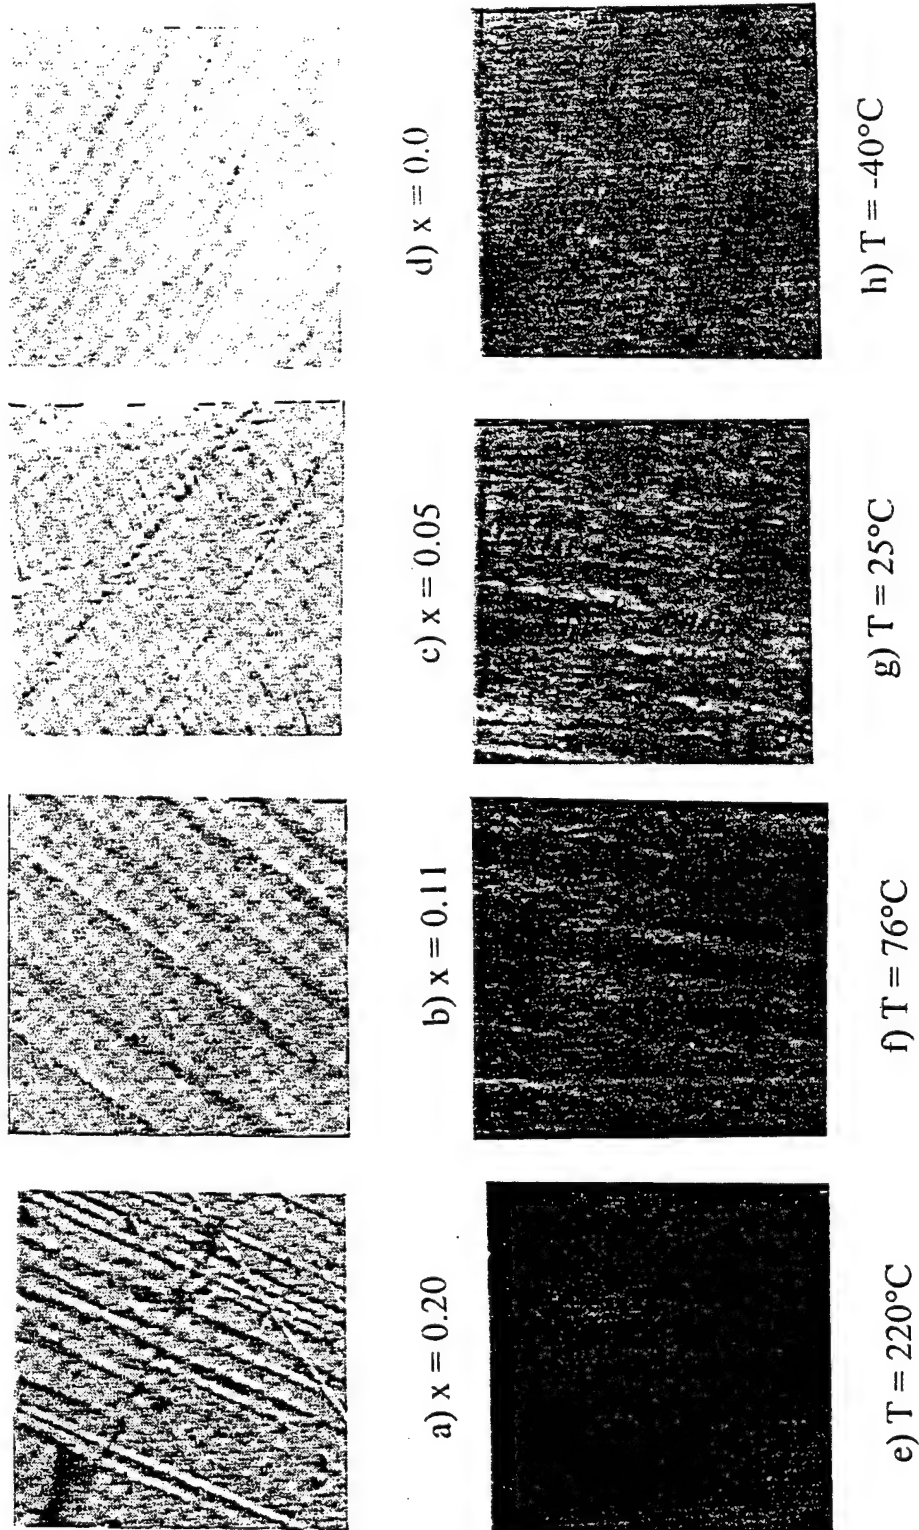 a) x = 0.20
b) x = 0.11
c) x = 0.05
d) x = 0.0
e) T = 220°C
f) T = 76°C
g) T = 25°C
h) T = -40°C